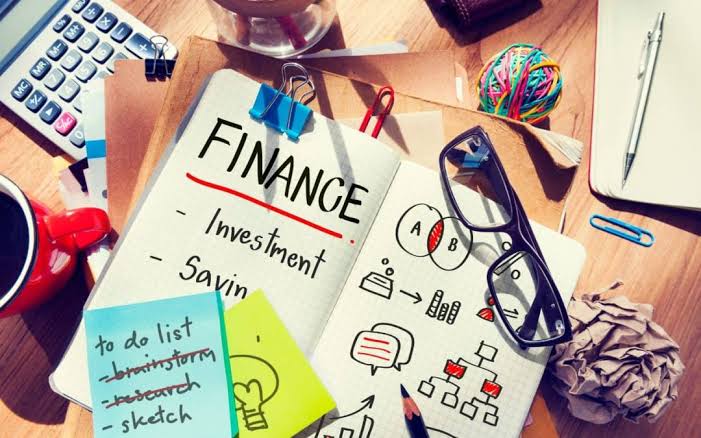 FINANCE
- Investment
- Savin
A B
to do list
- brainstorm
- research
- sketch